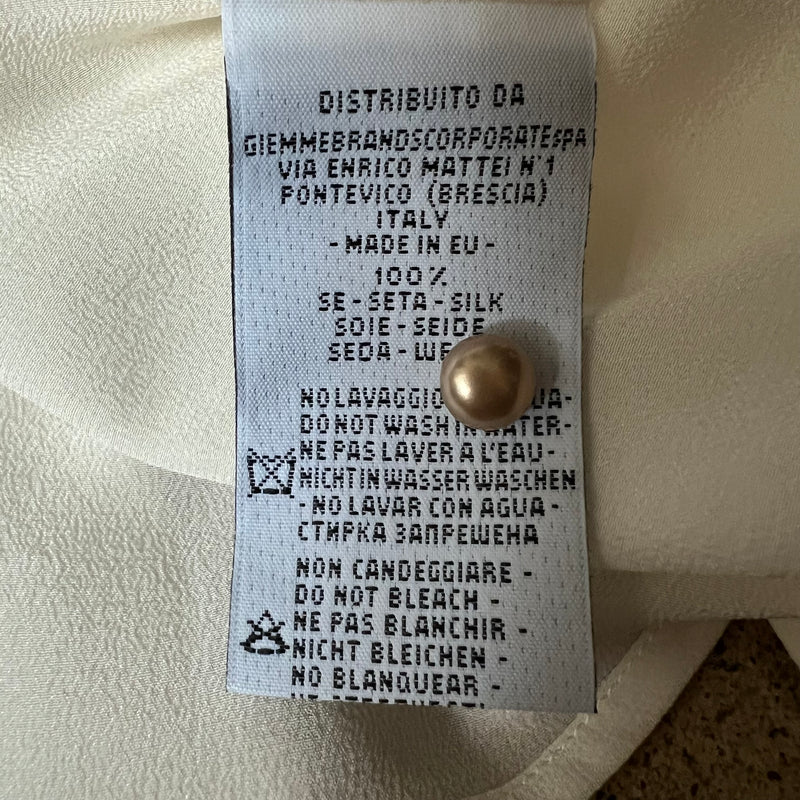 DISTRIBUITO DA
GIEMMEBRANDSCORPORATESPA
VIA ENRICO MATTEI N°1
PONTEVICO (BRESCIA)
ITALY
- MADE IN EU -
100%
SE - SETA - SILK
SOIE - SEIDE
SEDA -
NO LAVAGGIO
DO NOT WASH IN WATER -
NE PAS LAVER A L'EAU -
NICHT IN WASSER WASCHEN
- NO LAVAR CON AGUA -
СТИРКА ЗАПРЕШЕНА
NON CANDEGGIARE -
DO NOT BLEACH -
NE PAS BLANCHIR -
NICHT BLEICHEN -
NO BLANQUEAR -